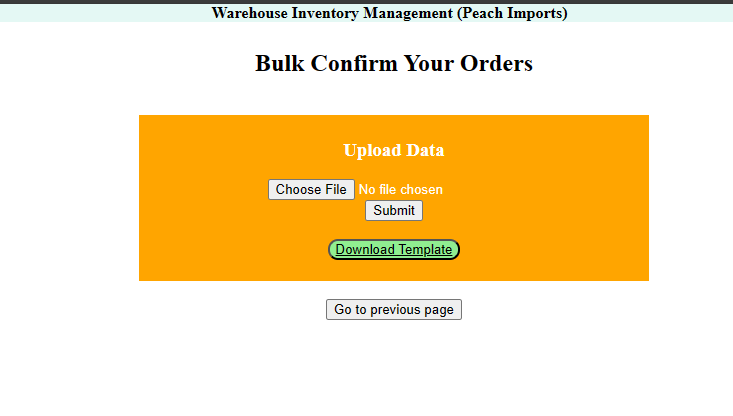 Warehouse Inventory Management (Peach Imports)
Bulk Confirm Your Orders
Upload Data
Choose File No file chosen
Submit
Download Template
Go to previous page